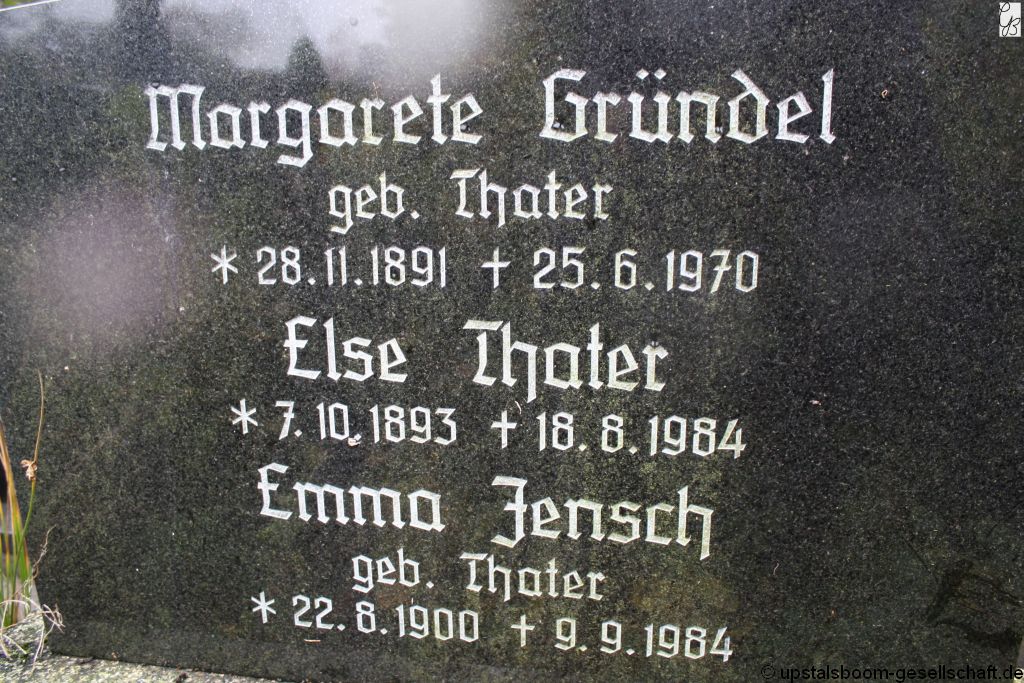 Margarete Gründel
geb. Thater
* 28.11.1891 † 25.6.1970
Else Thater
* 7.10.1893 † 18.8.1984
Emma Jensch
geb. Thater
* 22.8.1900 † 9.9.1984
© upstalsboom-gesellschaft.de